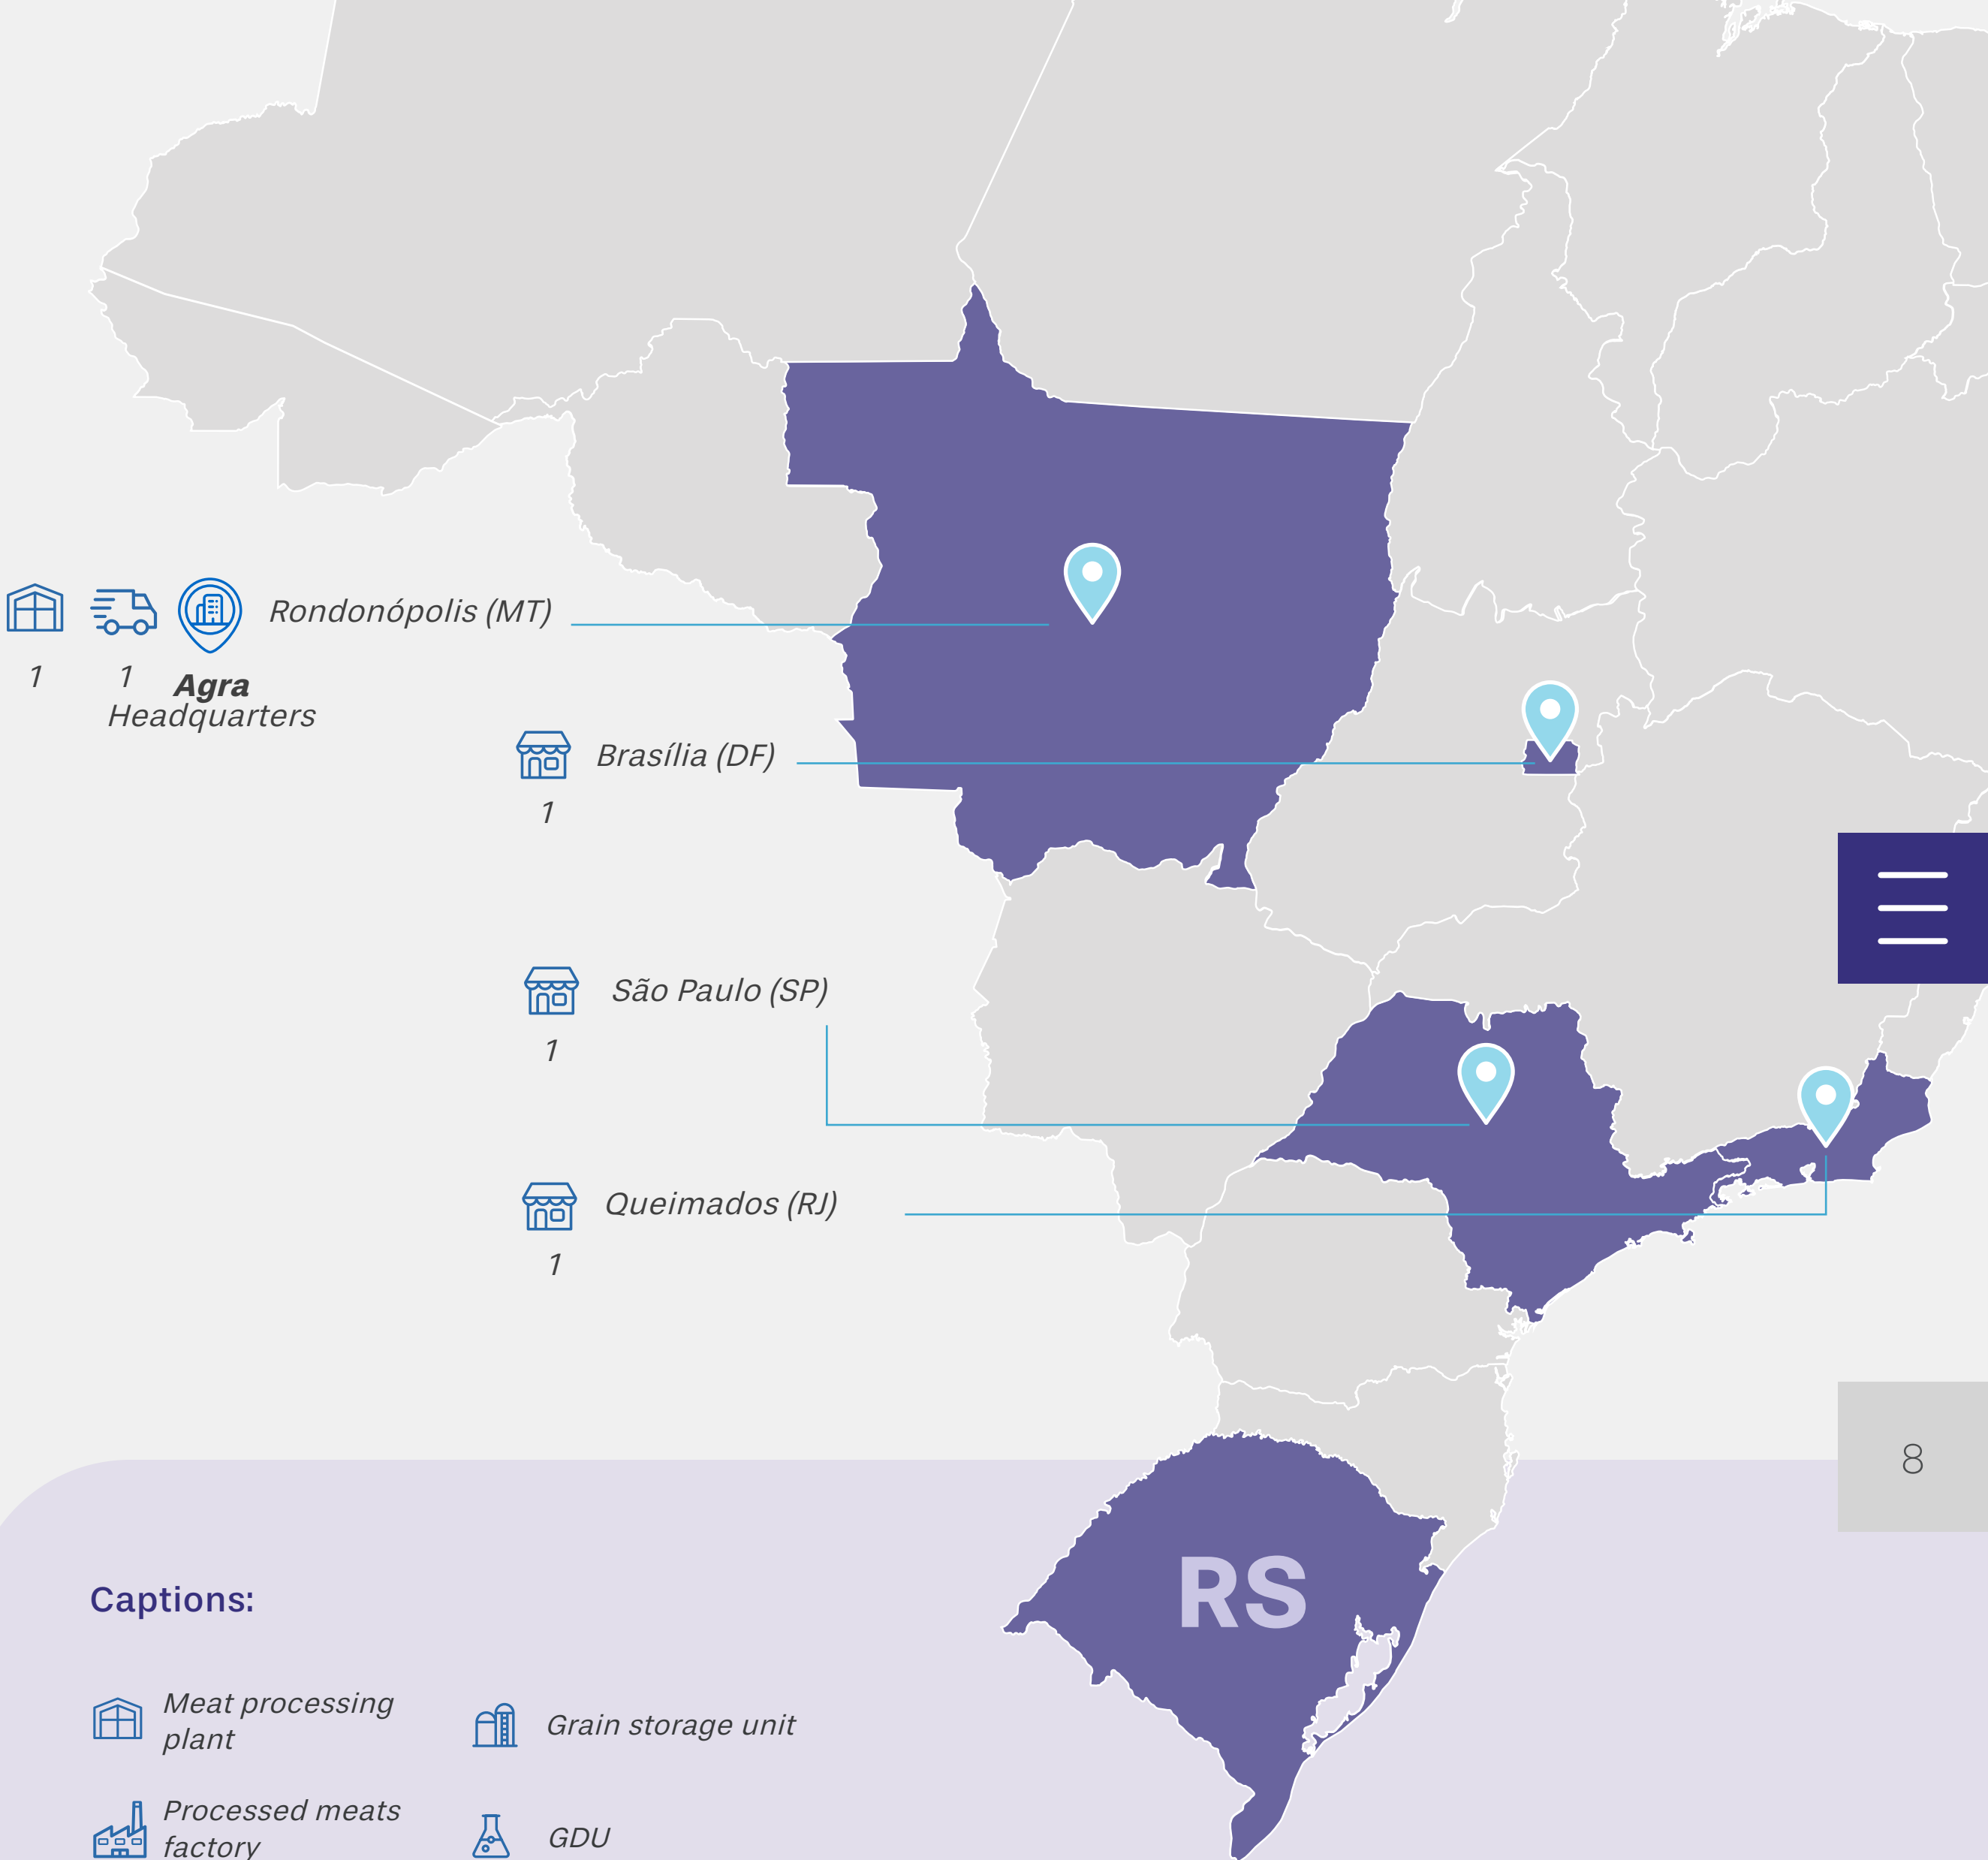 Rondonópolis (MT)
1
1
Agra
Headquarters
Brasília (DF)
1
São Paulo (SP)
1
Queimados (RJ)
1
8
RS
Captions:
Meat processing
plant
Grain storage unit
Processed meats
factory
GDU